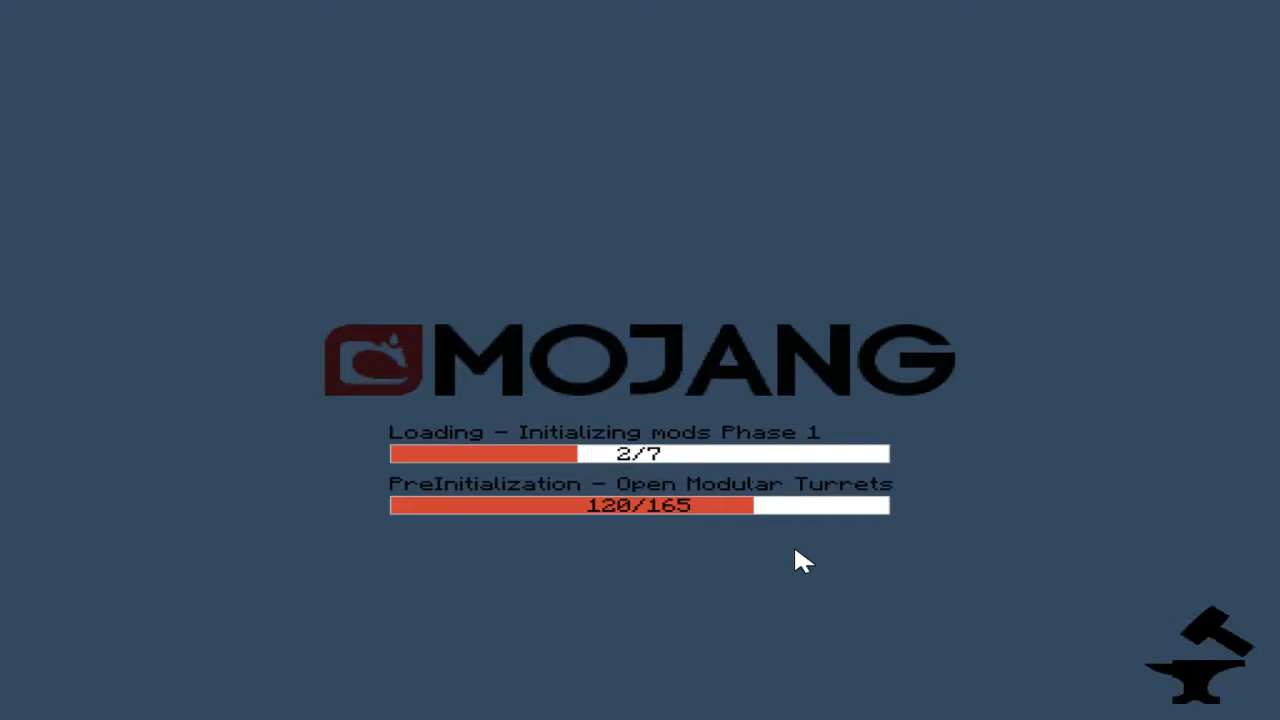 MOJANG
Loading - Initializing mods Phase 1
2/7
PreInitialization - Open Modular Turrets
120/165